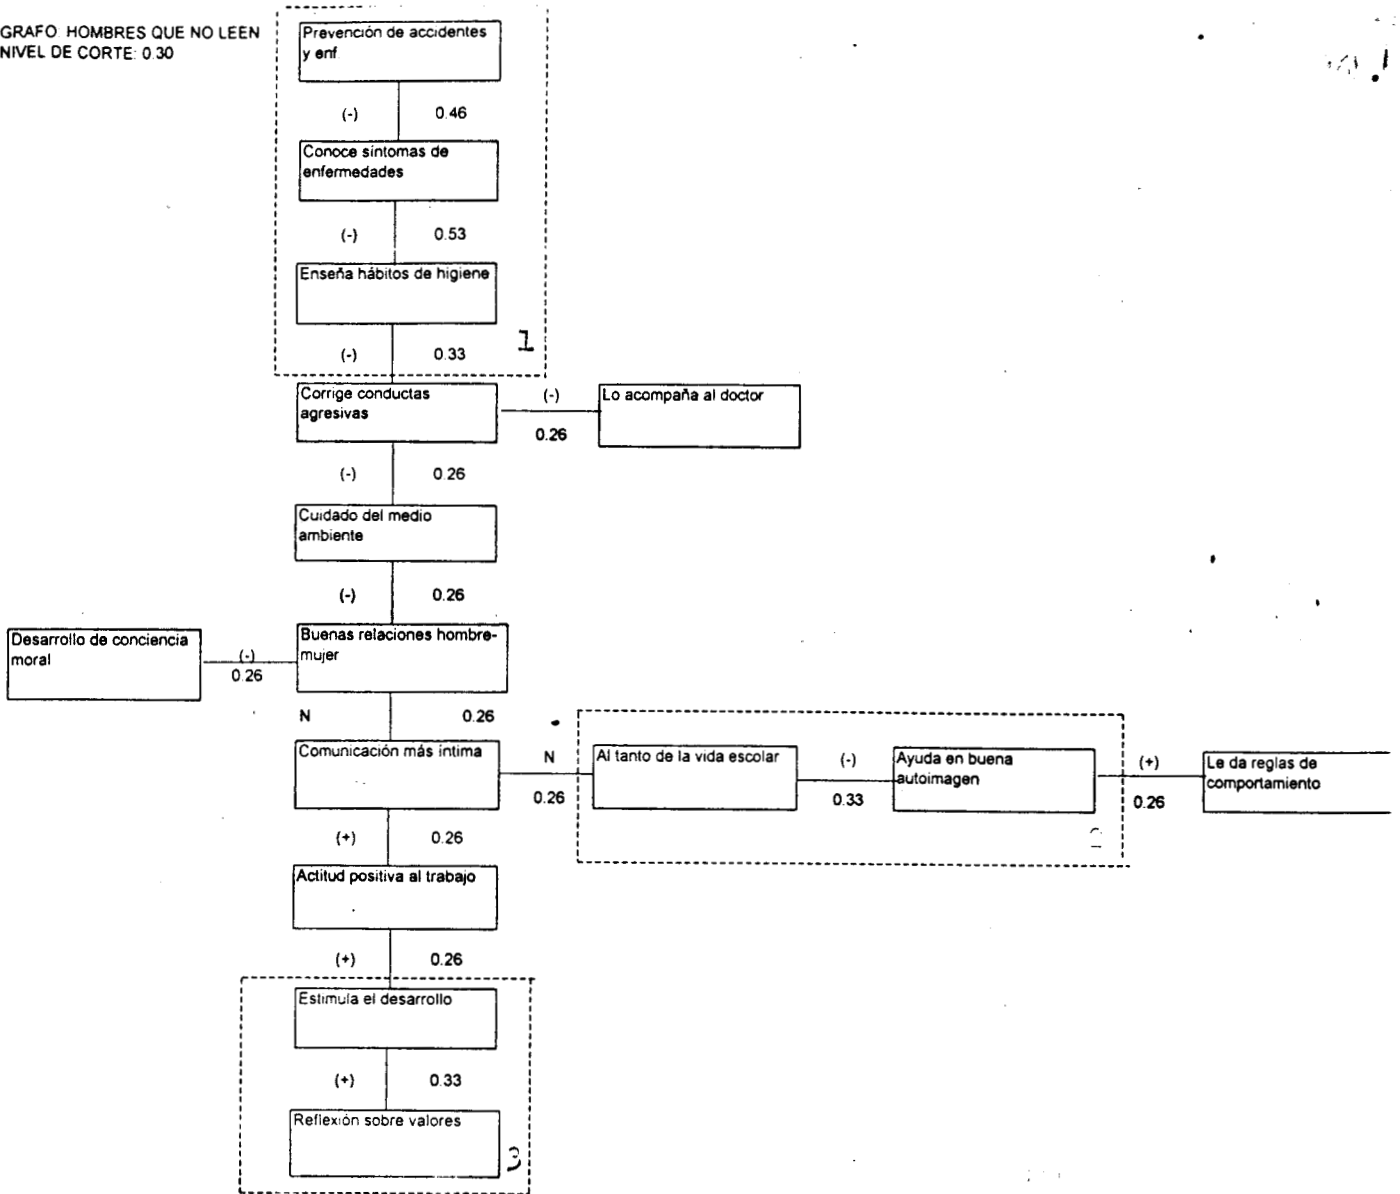 GRAFO: HOMBRES QUE NO LEEN
NIVEL DE CORTE: 0.30
Prevención de accidentes
y enf.
(-) 0.46
Conoce síntomas de
enfermedades
(-) 0.53
Enseña hábitos de higiene
1
(-) 0.33
Corrige conductas
agresivas
(-)
0.26
Lo acompaña al doctor
(-) 0.26
Cuidado del medio
ambiente
(-) 0.26
Desarrollo de conciencia
moral
(-)
0.26
Buenas relaciones hombre-
mujer
N 0.26
Comunicación más íntima
N
0.26
Al tanto de la vida escolar
(-)
0.33
Ayuda en buena
autoimagen
(+)
0.26
Le da reglas de
comportamiento
(+) 0.26
Actitud positiva al trabajo
(+) 0.26
Estimula el desarrollo
(+) 0.33
Reflexión sobre valores
3